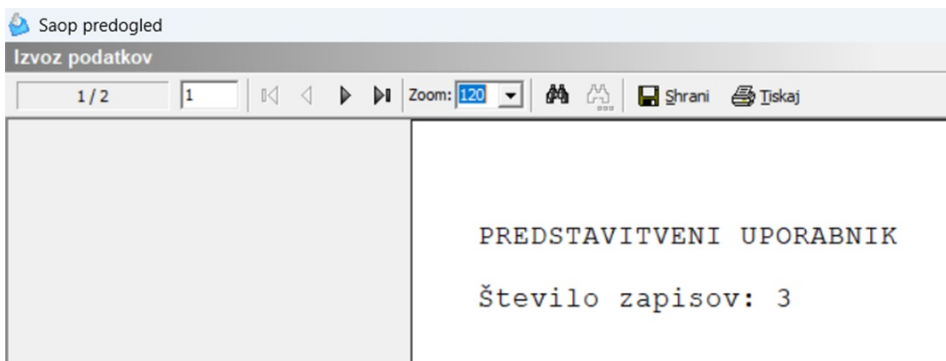 Saop predogled
Izvoz podatkov
1 / 2 1 Zoom: 120 Shrani Tiskaj
PREDSTAVITVENI UPORABNIK
Število zapisov: 3